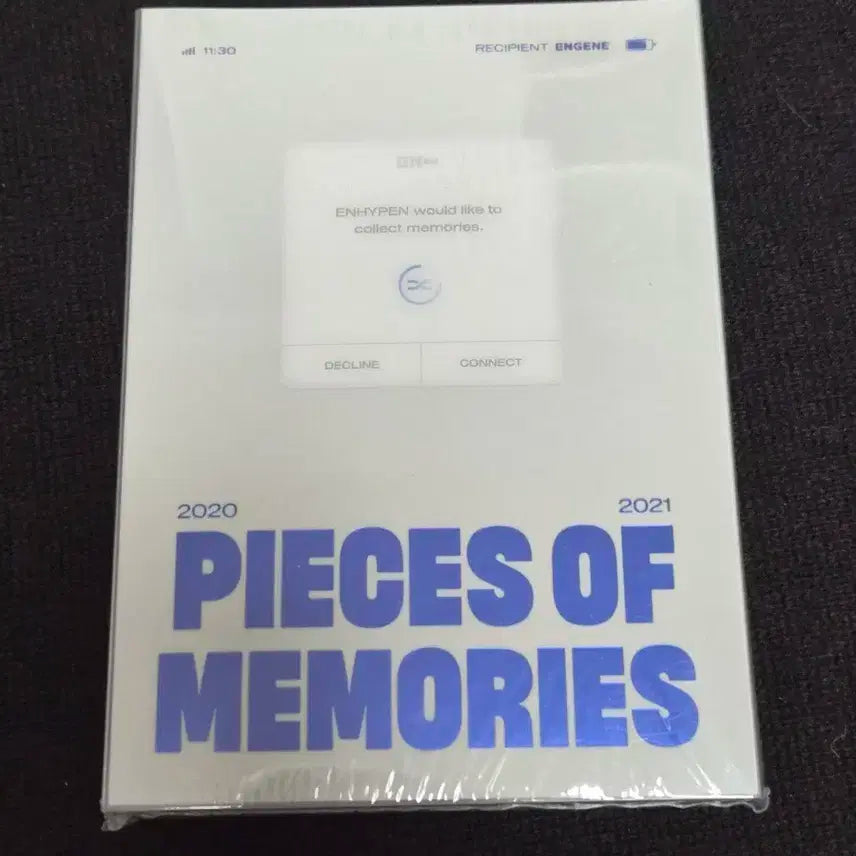 11:30
RECIPIENT ENGENE
ENHYPEN would like to
collect memories.
DECLINE
CONNECT
2020
2021
PIECES OF
MEMORIES